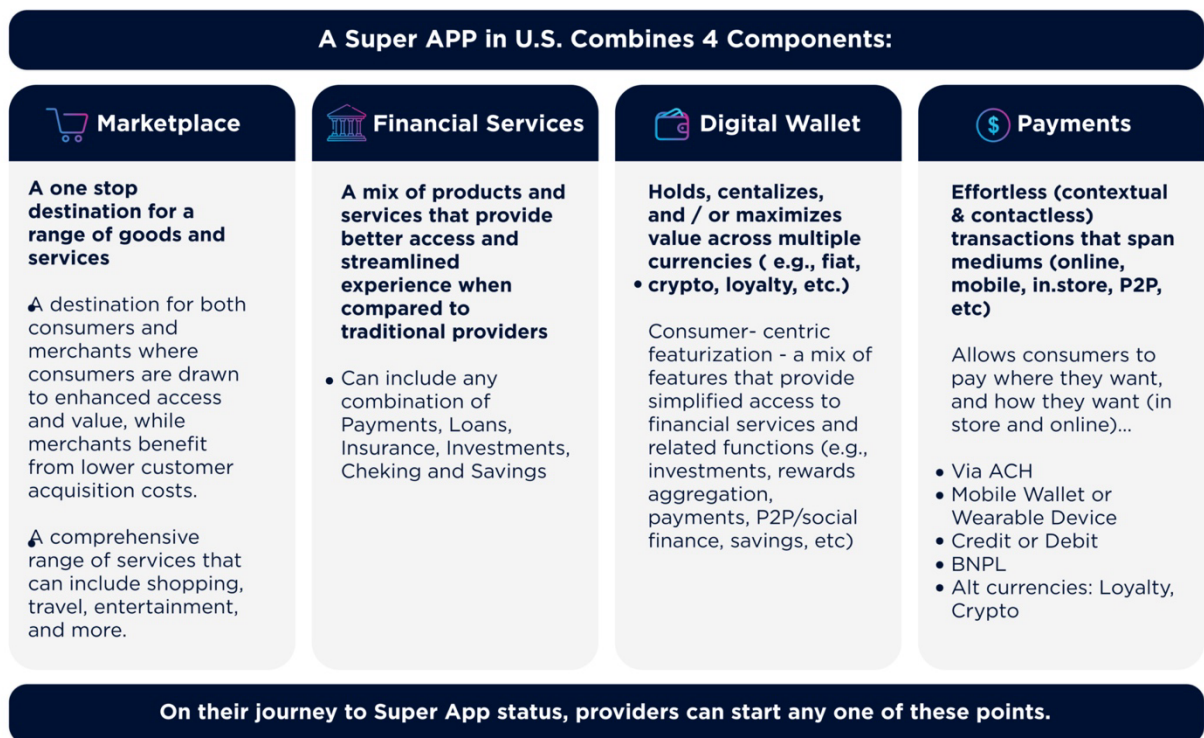 A Super APP in U.S. Combines 4 Components:
Marketplace
A one stop
destination for a
range of goods and
services
• A destination for both
consumers and
merchants where
consumers are drawn
to enhanced access
and value, while
merchants benefit
from lower customer
acquisition costs.
• A comprehensive
range of services that
can include shopping,
travel, entertainment,
and more.
Financial Services
A mix of products and
services that provide
better access and
streamlined
experience when
compared to
traditional providers
• Can include any
combination of
Payments, Loans,
Insurance, Investments,
Cheking and Savings
Digital Wallet
Holds, centalizes,
and / or maximizes
value across multiple
currencies ( e.g., fiat,
• crypto, loyalty, etc.)
Consumer- centric
featurization - a mix of
features that provide
simplified access to
financial services and
related functions (e.g.,
investments, rewards
aggregation,
payments, P2P/social
finance, savings, etc)
$ Payments
Effortless (contextual
& contactless)
transactions that span
mediums (online,
mobile, in.store, P2P,
etc)
Allows consumers to
pay where they want,
and how they want (in
store and online)...
• Via ACH
• Mobile Wallet or
Wearable Device
• Credit or Debit
• BNPL
• Alt currencies: Loyalty,
Crypto
On their journey to Super App status, providers can start any one of these points.